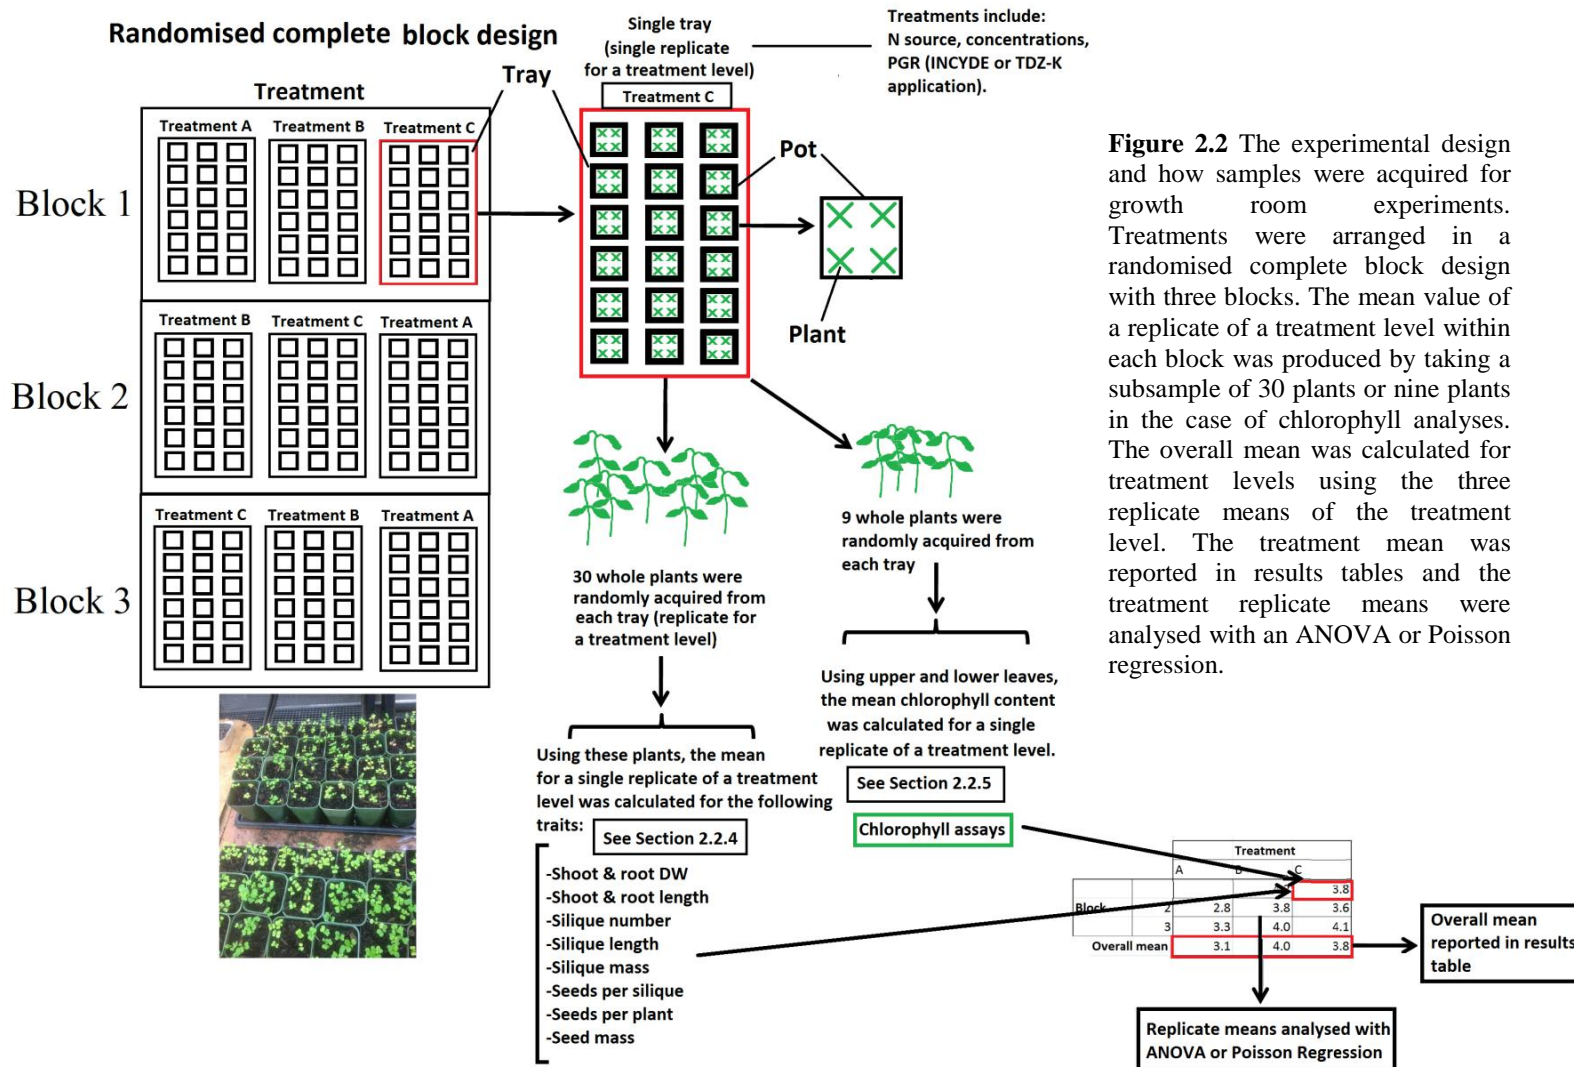 Randomised complete block design
Treatment
Tray
Block 1
Treatment A
Treatment B
Treatment C
Block 2
Treatment B
Treatment C
Treatment A
Block 3
Treatment C
Treatment B
Treatment A
Single tray
(single replicate
for a treatment level)
Treatment C
Treatments include:
N source, concentrations,
PGR (INCYDE or TDZ-K
application).
Pot
Plant
30 whole plants were
randomly acquired from
each tray (replicate for
a treatment level)
9 whole plants were
randomly acquired from
each tray
Using these plants, the mean
for a single replicate of a treatment
level was calculated for the following
traits:
See Section 2.2.4
-Shoot & root DW
-Shoot & root length
-Silique number
-Silique length
-Silique mass
-Seeds per silique
-Seeds per plant
-Seed mass
Using upper and lower leaves,
the mean chlorophyll content
was calculated for a single
replicate of a treatment level.
See Section 2.2.5
Chlorophyll assays
Treatment
A B C
3.8
Block 2 2.8 3.8 3.6
3 3.3 4.0 4.1
Overall mean 3.1 4.0 3.8
Overall mean
reported in results
table
Replicate means analysed with
ANOVA or Poisson Regression
Figure 2.2 The experimental design
and how samples were acquired for
growth room experiments.
Treatments were arranged in a
randomised complete block design
with three blocks. The mean value of
a replicate of a treatment level within
each block was produced by taking a
subsample of 30 plants or nine plants
in the case of chlorophyll analyses.
The overall mean was calculated for
treatment levels using the three
replicate means of the treatment
level. The treatment mean was
reported in results tables and the
treatment replicate means were
analysed with an ANOVA or Poisson
regression.